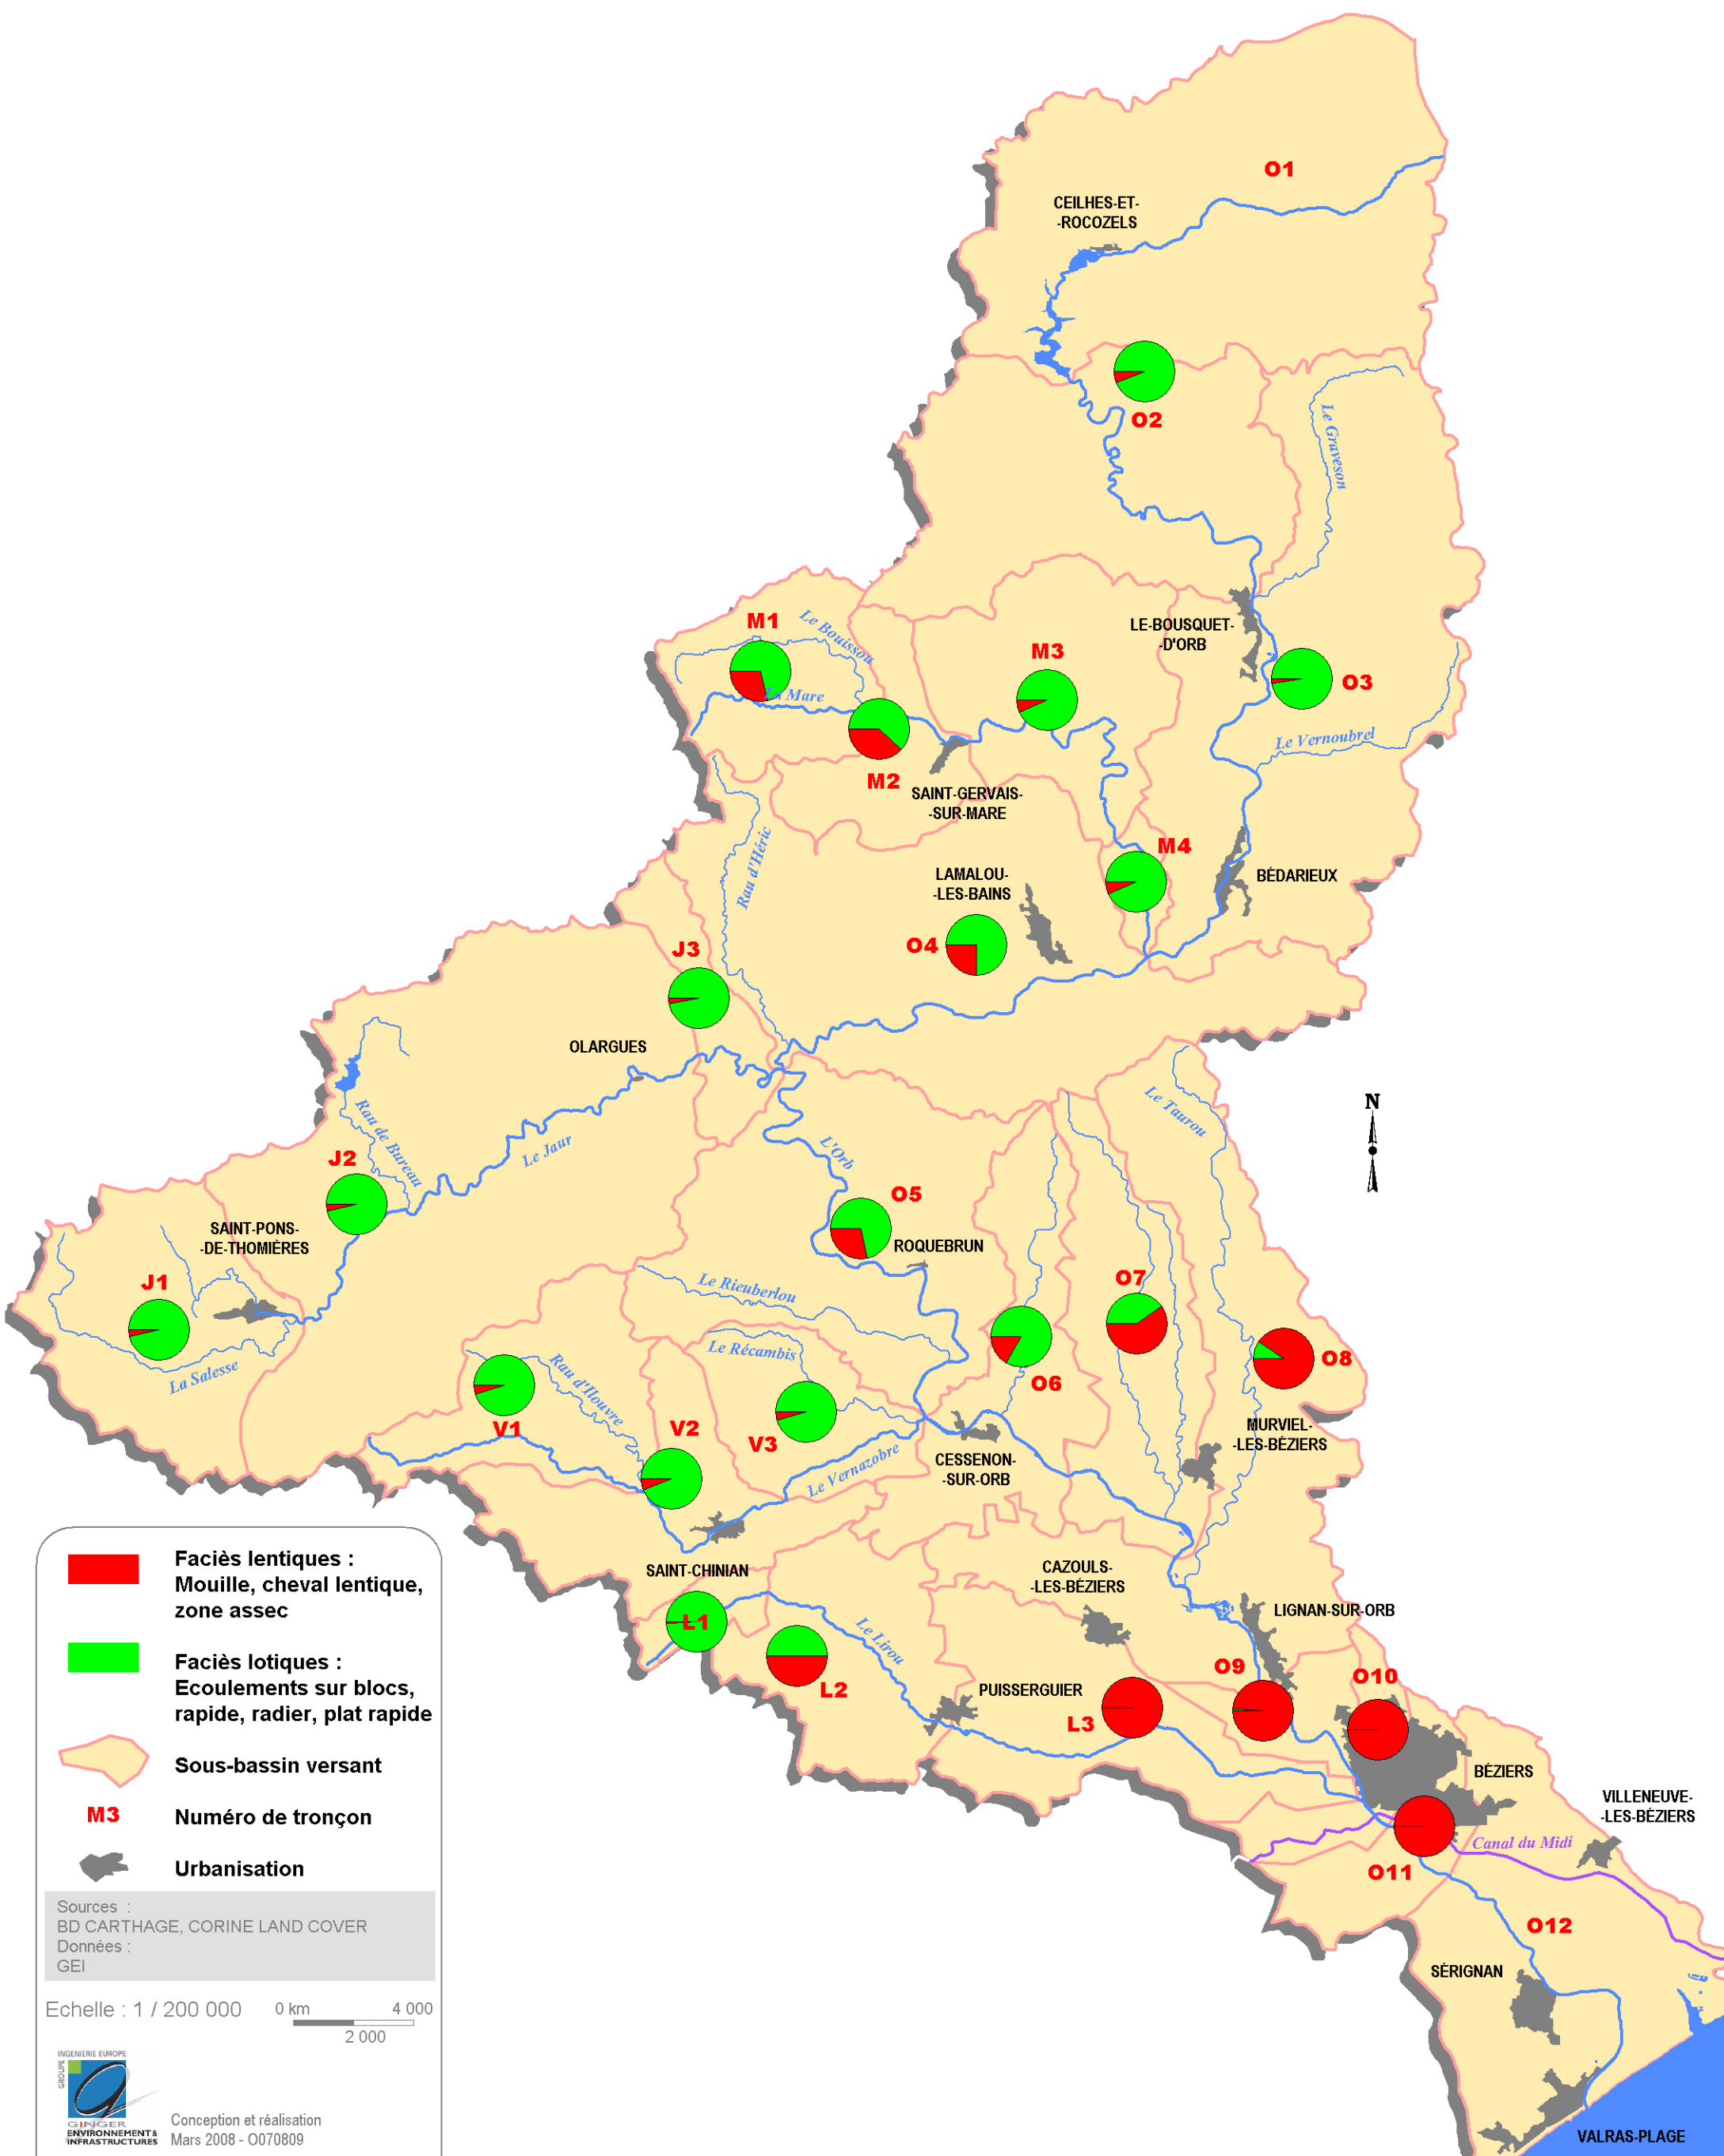 O1
CEILHES-ET-
-ROCOZELS
O2
Le Graveson
M1
Le Bouissou
LE-BOUSQUET-
-D'ORB
M3
O3
La Mare
Le Vernoubrel
M2
SAINT-GERVAIS-
-SUR-MARE
Rau d'Héric
M4
LAMALOU-
-LES-BAINS
BÉDARIEUX
O4
J3
OLARGUES
Le Taurou
N
Rau de Bureau
Le Jaur
L'Orb
J2
O5
SAINT-PONS-
-DE-THOMIÈRES
ROQUEBRUN
J1
Le Rieuberlou
O7
Le Récambis
O8
La Salesse
Rau d'Ilouvre
O6
V1
V2
V3
MURVIEL-
-LES-BÉZIERS
Le Vernazobre
CESSENON-
-SUR-ORB
SAINT-CHINIAN
CAZOULS-
-LES-BÉZIERS
L1
Le Lirou
LIGNAN-SUR-ORB
O9
O10
L2
PUISSERGUIER
L3
BÉZIERS
VILLENEUVE-
-LES-BÉZIERS
Canal du Midi
O11
O12
SÉRIGNAN
VALRAS-PLAGE
Faciès lentiques :
Mouille, cheval lentique,
zone assec
Faciès lotiques :
Ecoulements sur blocs,
rapide, radier, plat rapide
Sous-bassin versant
M3 Numéro de tronçon
Urbanisation
Sources :
BD CARTHAGE, CORINE LAND COVER
Données :
GEI
Echelle : 1 / 200 000 0 km 4 000
2 000
INGENIERIE EUROPE
GROUPE
GINGER
ENVIRONNEMENT &
INFRASTRUCTURES
Conception et réalisation
Mars 2008 - O070809